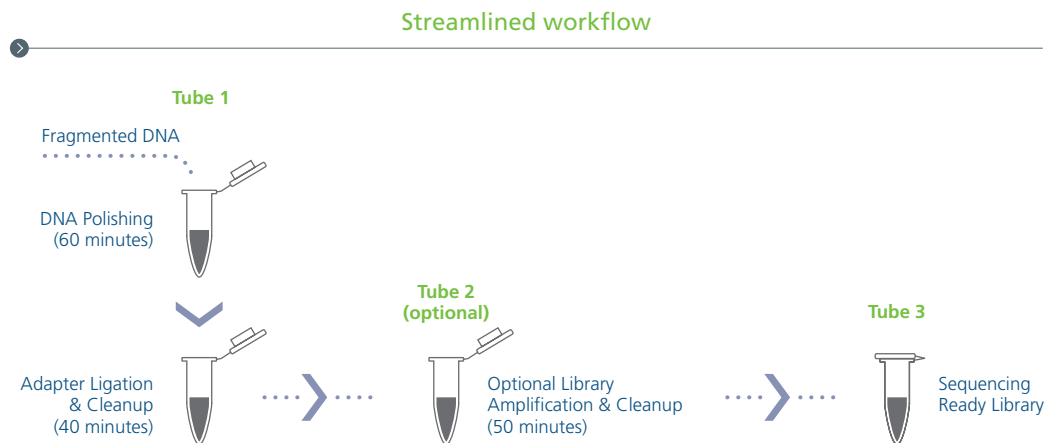 Streamlined workflow
Tube 1
Fragmented DNA
DNA Polishing
(60 minutes)
Adapter Ligation
& Cleanup
(40 minutes)
Tube 2
(optional)
Optional Library
Amplification & Cleanup
(50 minutes)
Tube 3
Sequencing
Ready Library